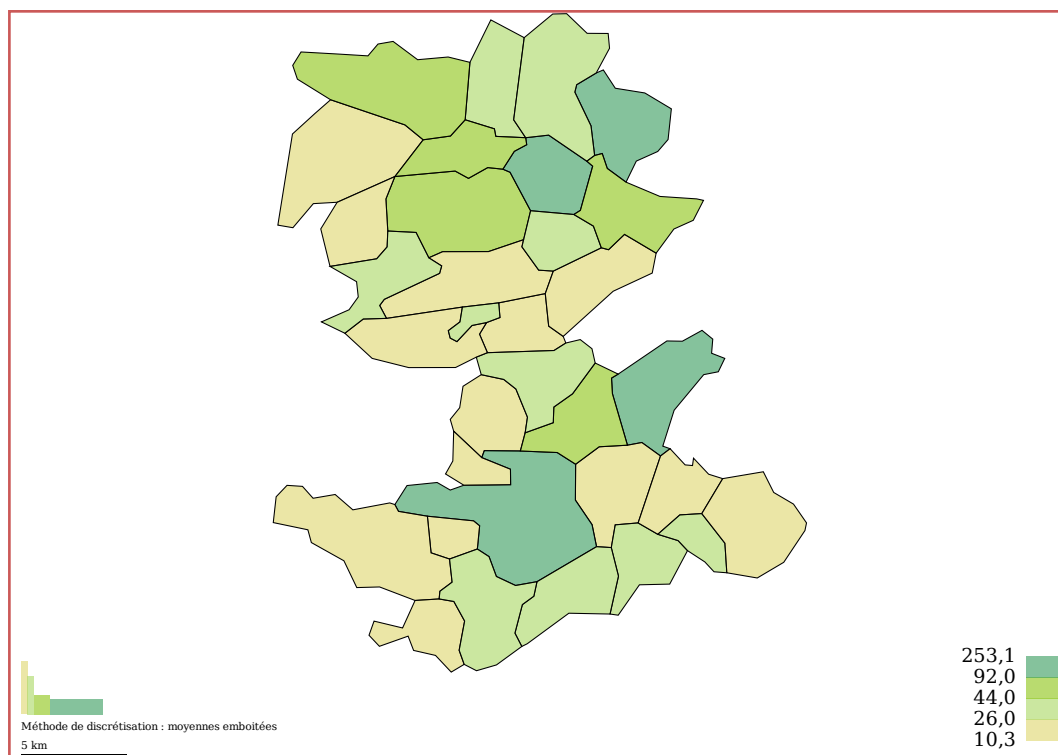 253,1
92,0
44,0
26,0
10,3
Méthode de discrétisation : moyennes emboitées
5 km